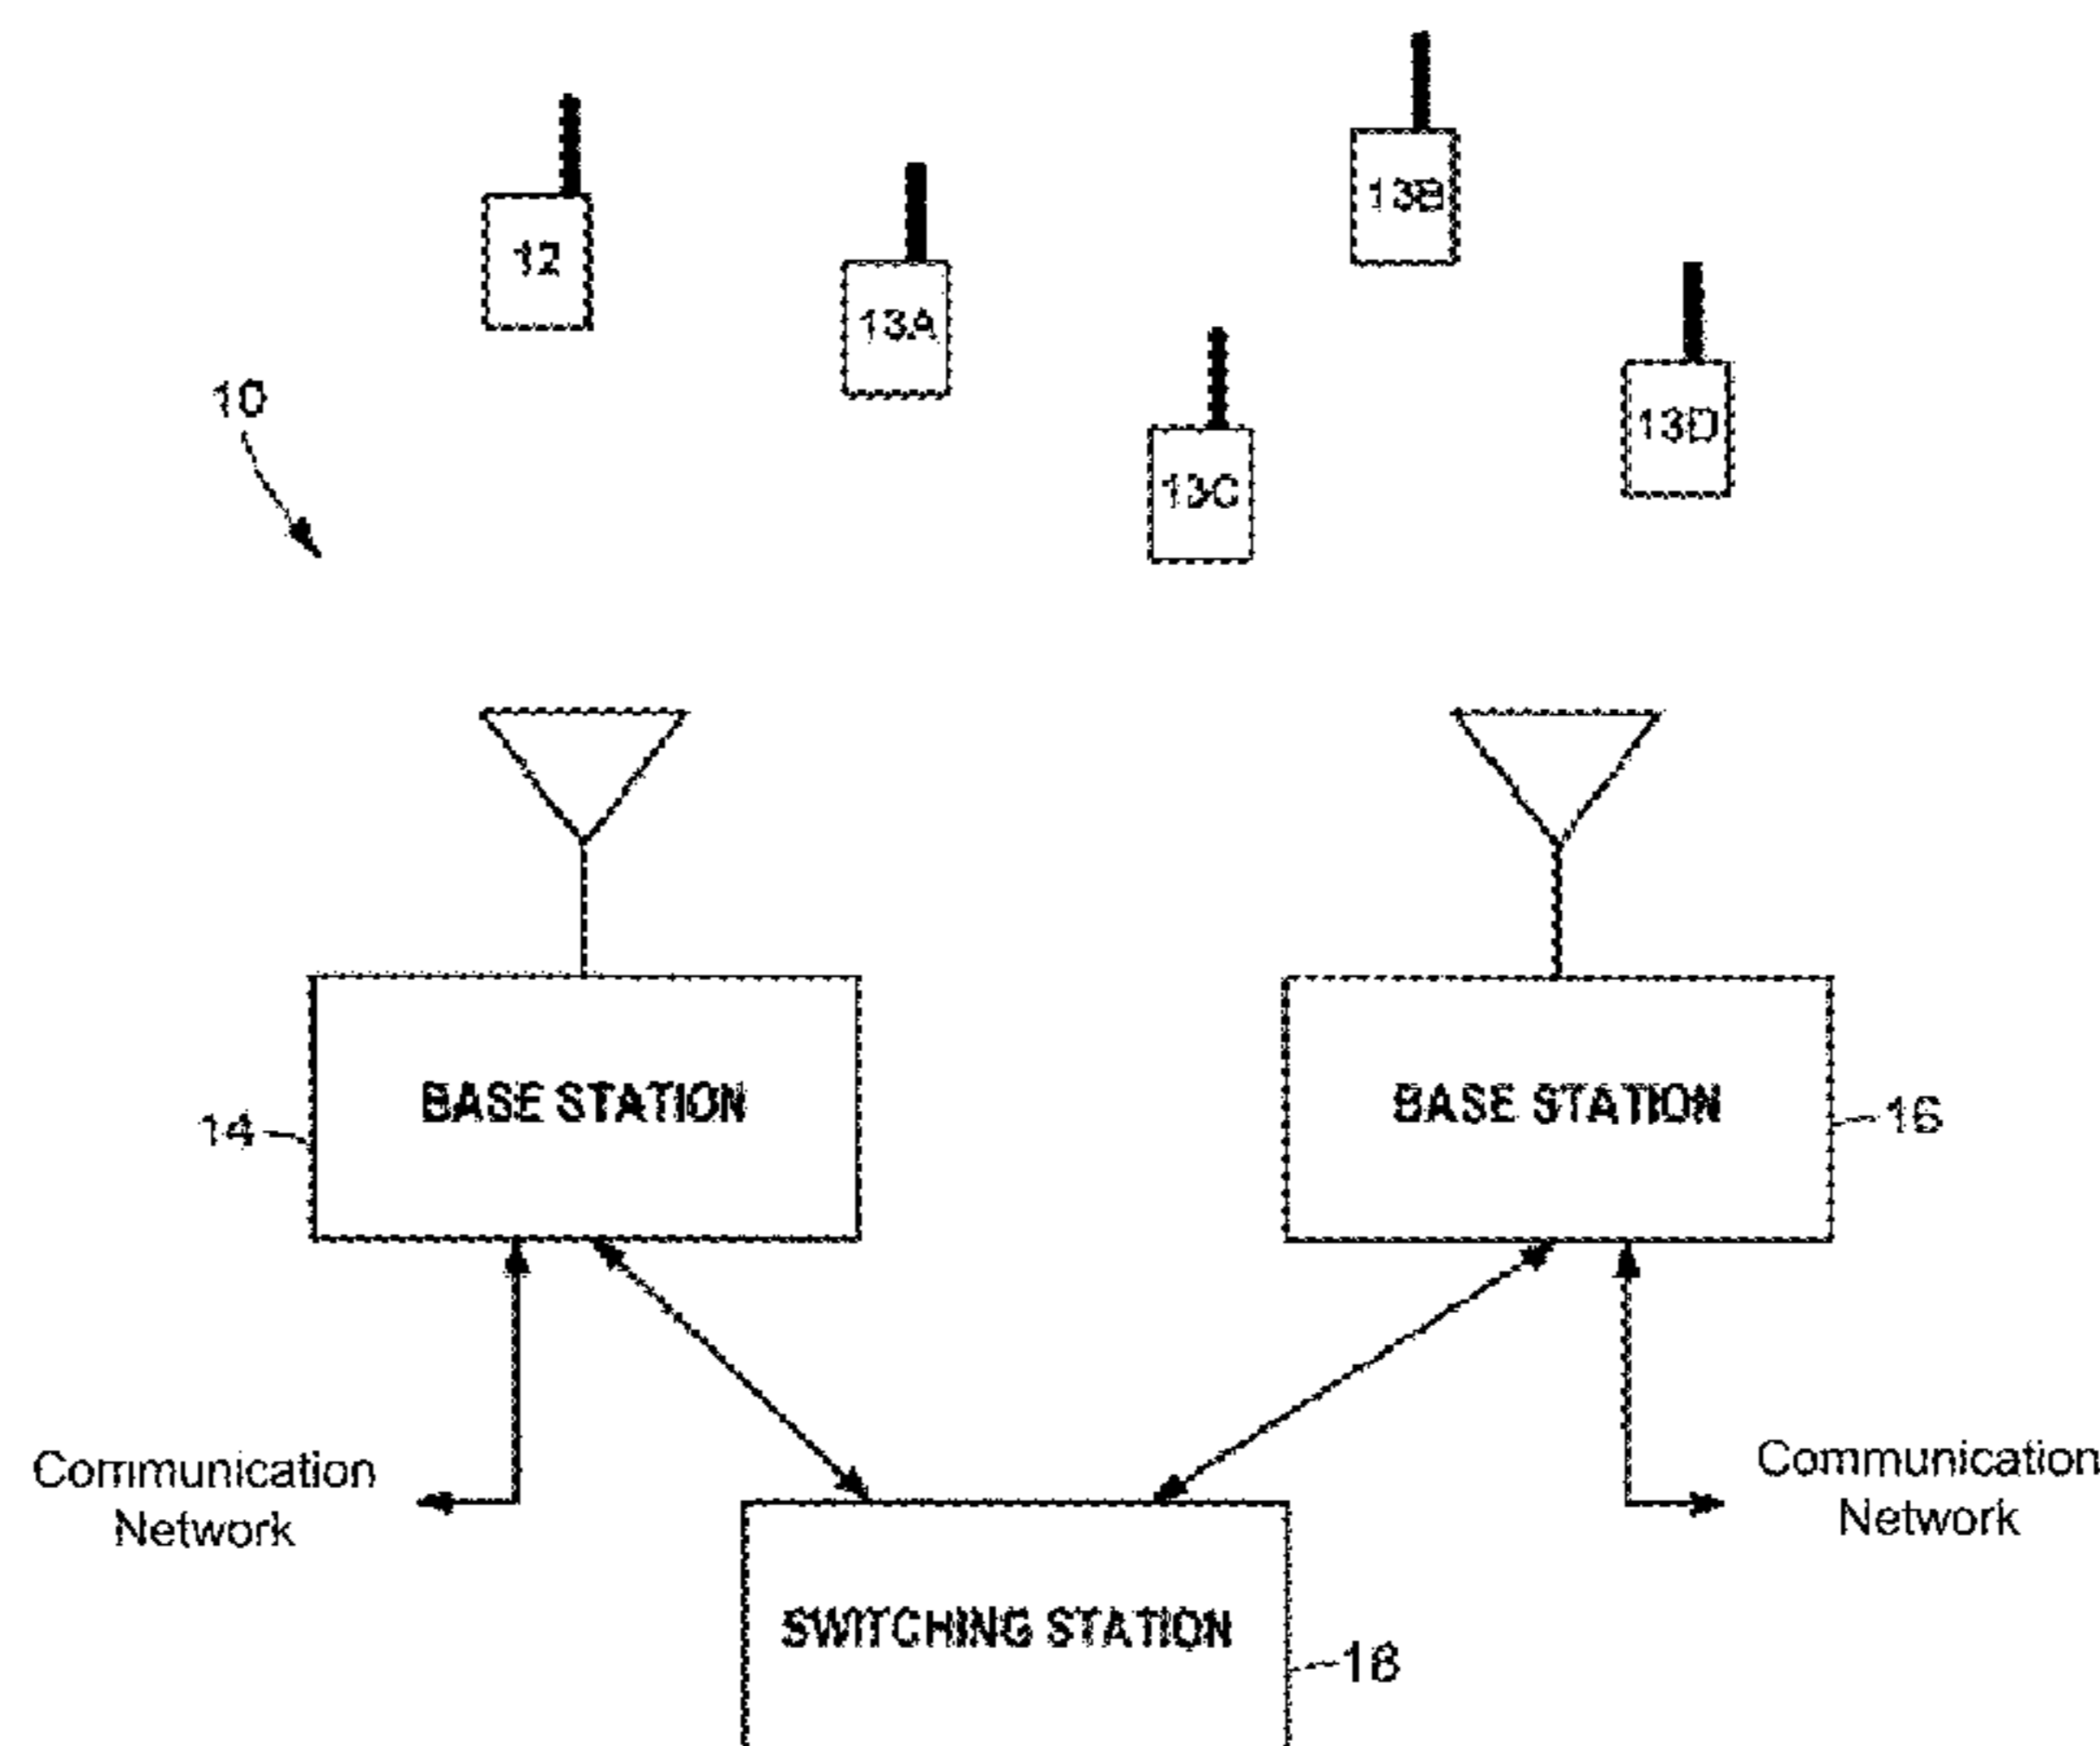 13B
12
13A
10
13D
13C
BASE STATION
BASE STATION
14
16
Communication
Network
Communication
Network
SWITCHING STATION
18